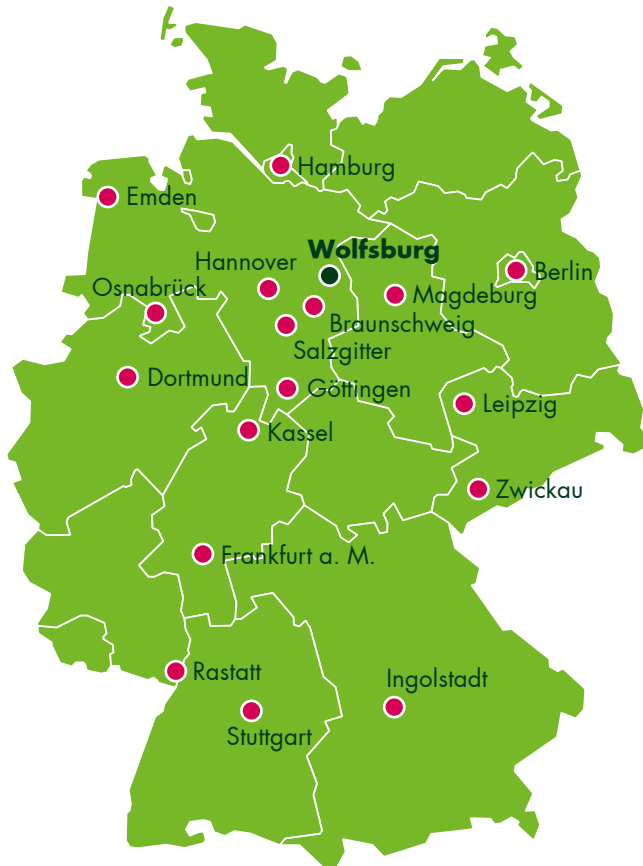 Hamburg
Emden
Wolfsburg
Hannover
Berlin
Osnabrück
Magdeburg
Braunschweig
Salzgitter
Dortmund
Göttingen
Leipzig
Kassel
Zwickau
Frankfurt a. M.
Rastatt
Ingolstadt
Stuttgart